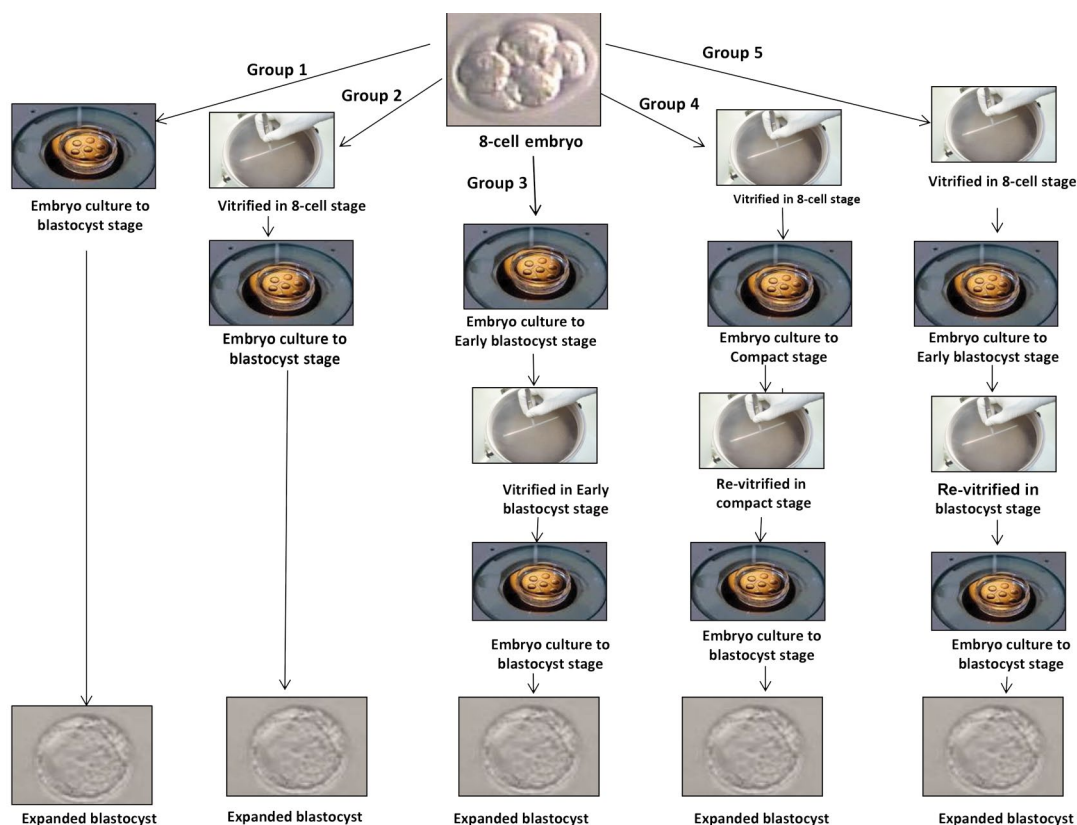 Group 1
Group 2
8-cell embryo
Group 3
Group 4
Group 5
Embryo culture to
blastocyst stage
Vitrified in 8-cell stage
Embryo culture to
blastocyst stage
Embryo culture to
Early blastocyst stage
Vitrified in Early
blastocyst stage
Embryo culture to
blastocyst stage
Vitrified in 8-cell stage
Embryo culture to
Compact stage
Re-vitrified in
compact stage
Embryo culture to
blastocyst stage
Vitrified in 8-cell stage
Embryo culture to
Early blastocyst stage
Re-vitrified in
blastocyst stage
Embryo culture to
blastocyst stage
Expanded blastocyst
Expanded blastocyst
Expanded blastocyst
Expanded blastocyst
Expanded blastocyst